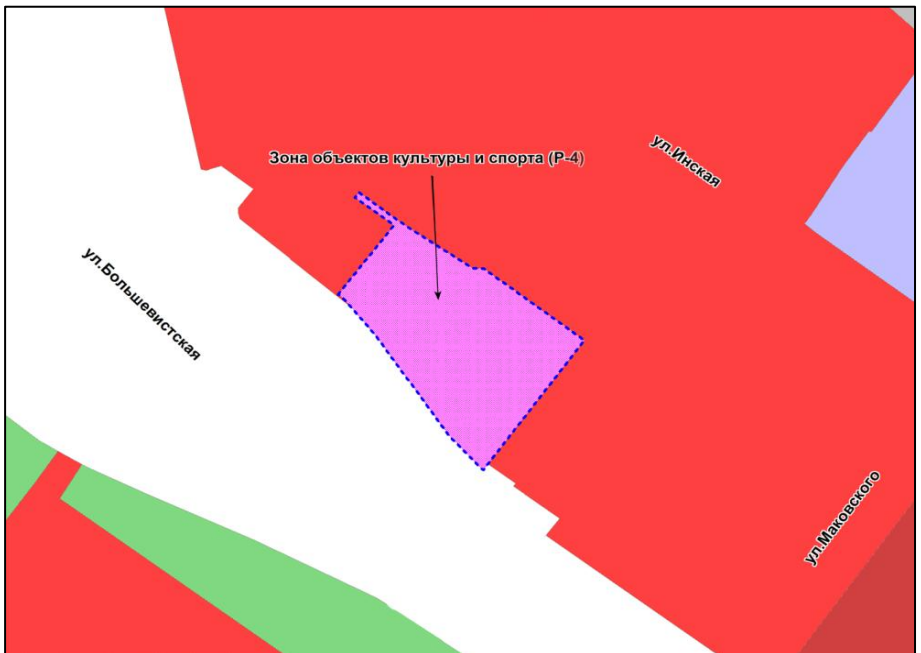 ул.Инская
Зона объектов культуры и спорта (Р-4)
ул.Большевистская
ул.Маковского